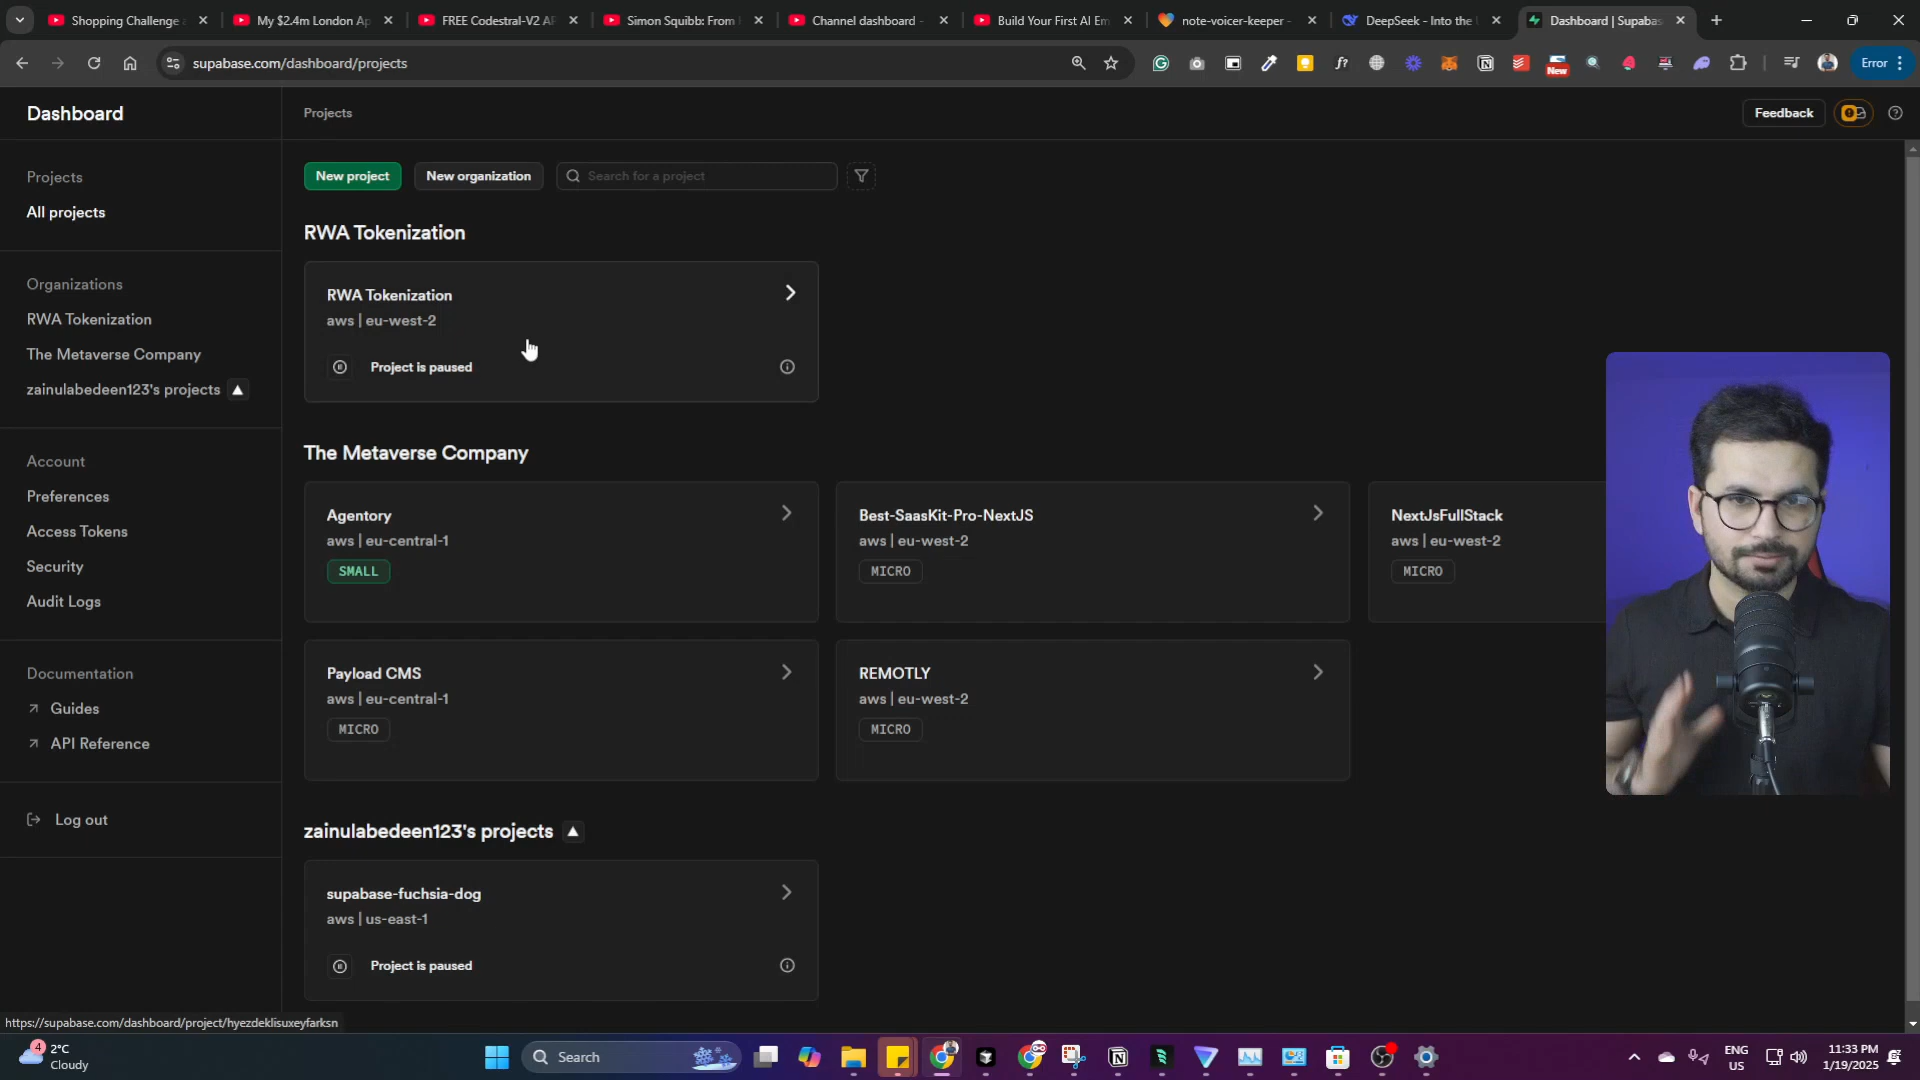 Shopping Challenge
My $2.4m London Ap
FREE Codestral-V2 AP
Simon Squibb: From
Channel dashboard -
Build Your First AI Em
note-voicer-keeper -
DeepSeek - Into the
Dashboard | Supabas
supabase.com/dashboard/projects
New
Error
Dashboard
Projects
Feedback
Projects
All projects
Organizations
RWA Tokenization
The Metaverse Company
zainulabedeen123's projects
Account
Preferences
Access Tokens
Security
Audit Logs
Documentation
Guides
API Reference
Log out
New project
New organization
Search for a project
RWA Tokenization
RWA Tokenization
aws | eu-west-2
Project is paused
The Metaverse Company
Agentory
aws | eu-central-1
SMALL
Best-SaasKit-Pro-NextJS
aws | eu-west-2
MICRO
NextJsFullStack
aws | eu-west-2
MICRO
Payload CMS
aws | eu-central-1
MICRO
REMOTLY
aws | eu-west-2
MICRO
zainulabedeen123's projects
supabase-fuchsia-dog
aws | us-east-1
Project is paused
https://supabase.com/dashboard/project/hyezdeklisuxeyfarksn
4
2°C
Cloudy
Search
ENG
US
11:33 PM
1/19/2025